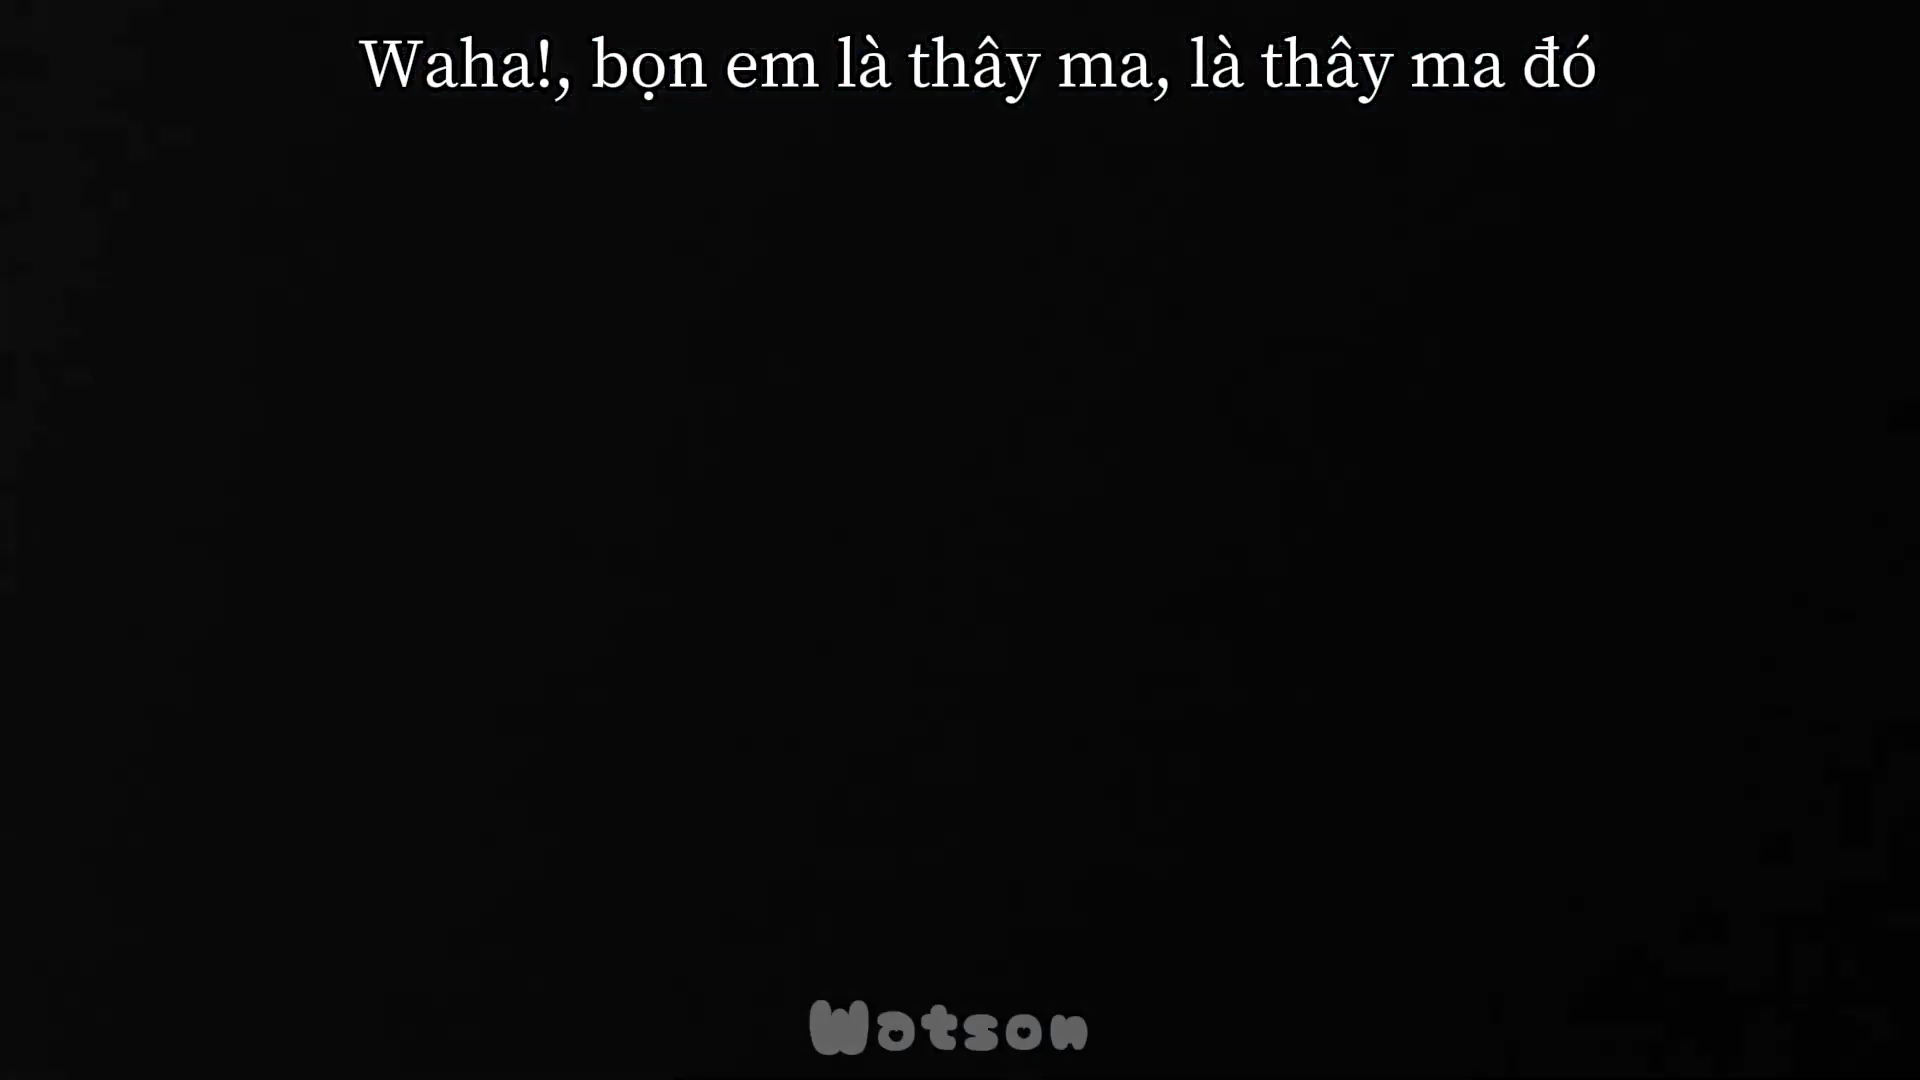 Waha!, bọn em là thây ma, là thây ma đó
Watson